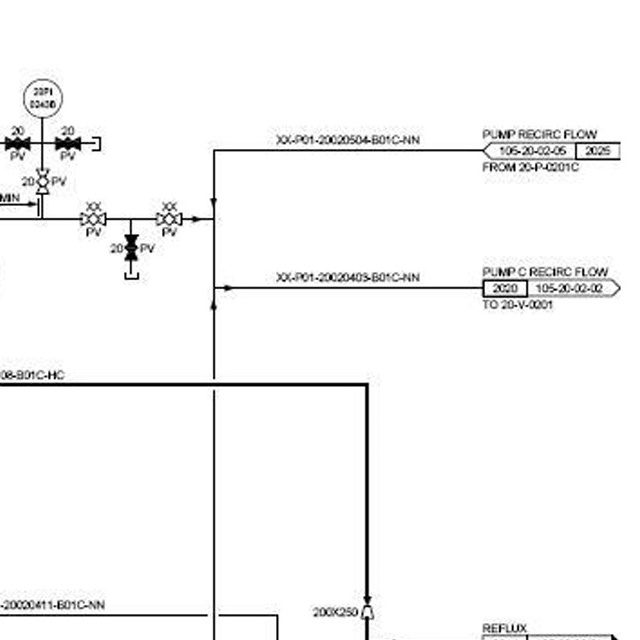 20PI
0243B
20
20
PV
PV
20
PV
MIN
XX
XX
PV
PV
20
PV
XX-P01-20020504-B01C-NN
PUMP RECIRC FLOW
105-20-02-05 2025
FROM 20-P-0201C
XX-P01-20020403-B01C-NN
PUMP C RECIRC FLOW
2020 105-20-02-02
TO 20-V-0201
08-B01C-HC
-20020411-B01C-NN
200X250
REFLUX